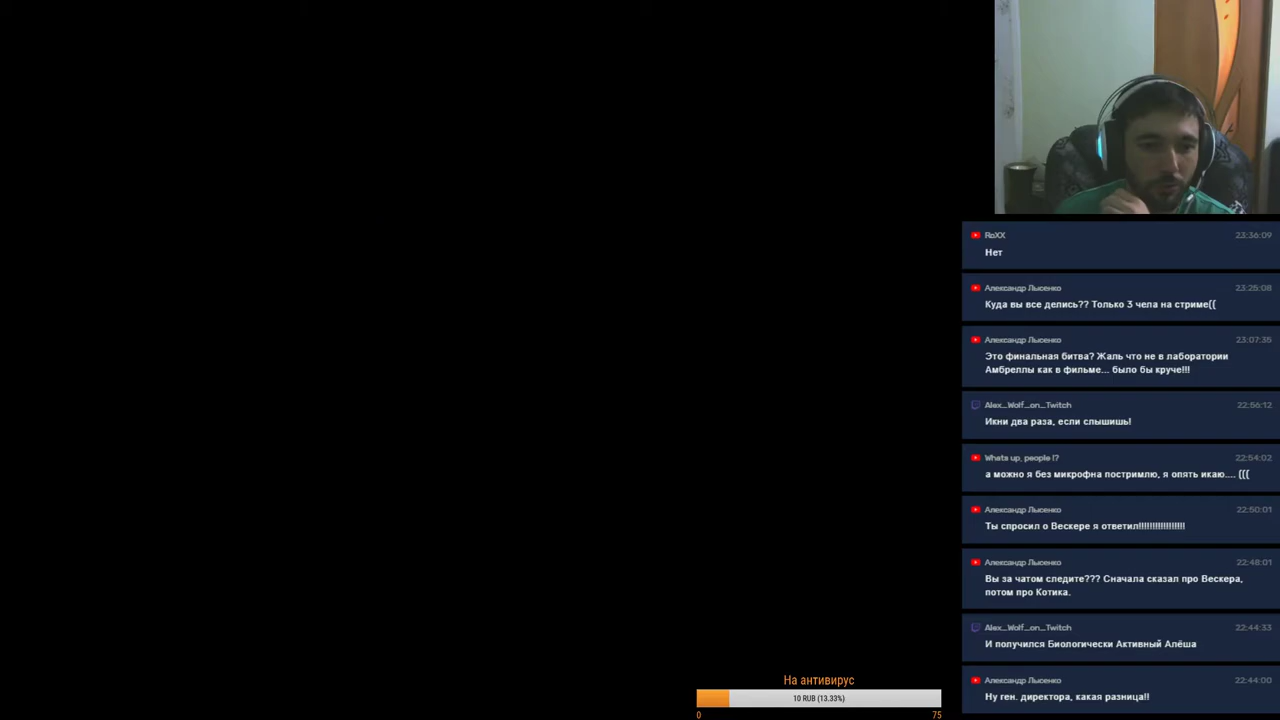 RoXX 23:36:09
Нет
Александр Лысенко 23:25:08
Куда вы все делись?? Только 3 чела на стриме((
Александр Лысенко 23:07:35
Это финальная битва? Жаль что не в лаборатории
Амбреллы как в фильме... было бы круче!!!
Alex_Wolf_on_Twitch 22:56:12
Икни два раза, если слышишь!
Whats up, people !? 22:54:02
а можно я без микрофна постримлю, я опять икаю.... (((
Александр Лысенко 22:50:01
Ты спросил о Вескере я ответил!!!!!!!!!!!!!!!!!
Александр Лысенко 22:48:01
Вы за чатом следите??? Сначала сказал про Вескера,
потом про Котика.
Alex_Wolf_on_Twitch 22:44:33
И получился Биологически Активный Алёша
Александр Лысенко 22:44:00
Ну ген. директора, какая разница!!
На антивирус
10 RUB (13.33%)
0 75